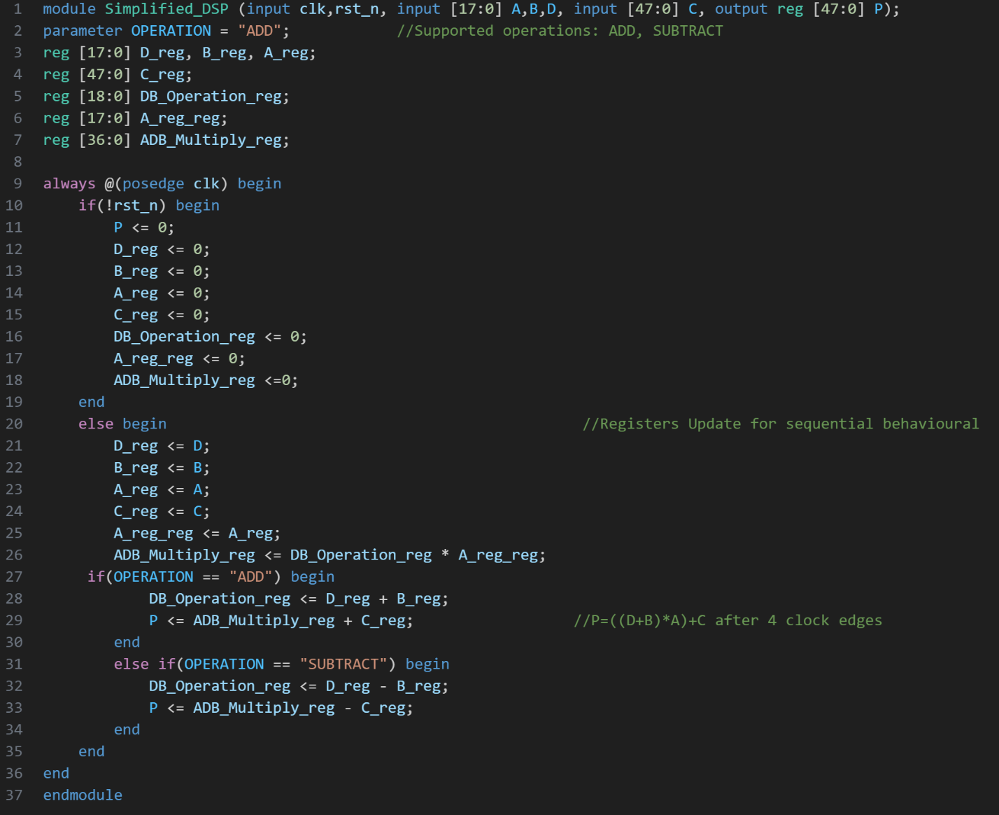 1 module Simplified_DSP (input clk,rst_n, input [17:0] A,B,D, input [47:0] C, output reg [47:0] P);
2 parameter OPERATION = "ADD"; //Supported operations: ADD, SUBTRACT
3 reg [17:0] D_reg, B_reg, A_reg;
4 reg [47:0] C_reg;
5 reg [18:0] DB_Operation_reg;
6 reg [17:0] A_reg_reg;
7 reg [36:0] ADB_Multiply_reg;
8
9 always @(posedge clk) begin
10 if(!rst_n) begin
11 P <= 0;
12 D_reg <= 0;
13 B_reg <= 0;
14 A_reg <= 0;
15 C_reg <= 0;
16 DB_Operation_reg <= 0;
17 A_reg_reg <= 0;
18 ADB_Multiply_reg <=0;
19 end
20 else begin //Registers Update for sequential behavioural
21 D_reg <= D;
22 B_reg <= B;
23 A_reg <= A;
24 C_reg <= C;
25 A_reg_reg <= A_reg;
26 ADB_Multiply_reg <= DB_Operation_reg * A_reg_reg;
27 if(OPERATION == "ADD") begin
28 DB_Operation_reg <= D_reg + B_reg;
29 P <= ADB_Multiply_reg + C_reg; //P=((D+B)*A)+C after 4 clock edges
30 end
31 else if(OPERATION == "SUBTRACT") begin
32 DB_Operation_reg <= D_reg - B_reg;
33 P <= ADB_Multiply_reg - C_reg;
34 end
35 end
36 end
37 endmodule